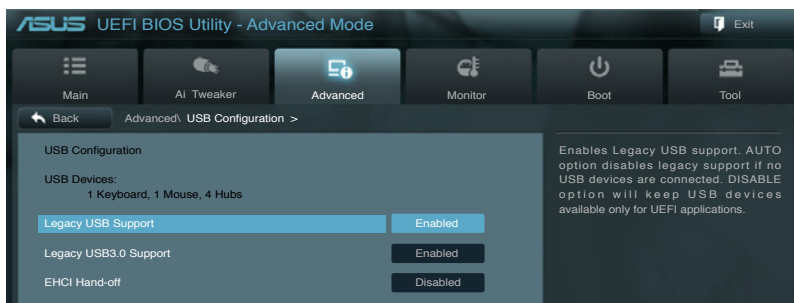 ASUS UEFI BIOS Utility - Advanced Mode
Exit
Main
Ai Tweaker
Advanced
Monitor
Boot
Tool
Back
Advanced\ USB Configuration >
USB Configuration
USB Devices:
1 Keyboard, 1 Mouse, 4 Hubs
Legacy USB Support Enabled
Legacy USB3.0 Support Enabled
EHCI Hand-off Disabled
Enables Legacy USB support. AUTO
option disables legacy support if no
USB devices are connected. DISABLE
option will keep USB devices
available only for UEFI applications.